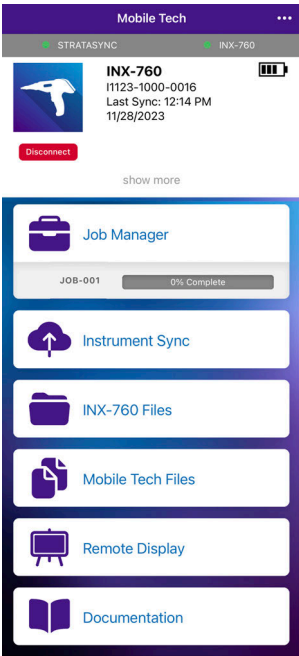 Mobile Tech
STRATASYNC INX-760
INX-760
I1123-1000-0016
Last Sync: 12:14 PM
11/28/2023
Disconnect
show more
Job Manager
JOB-001 0% Complete
Instrument Sync
INX-760 Files
Mobile Tech Files
Remote Display
Documentation